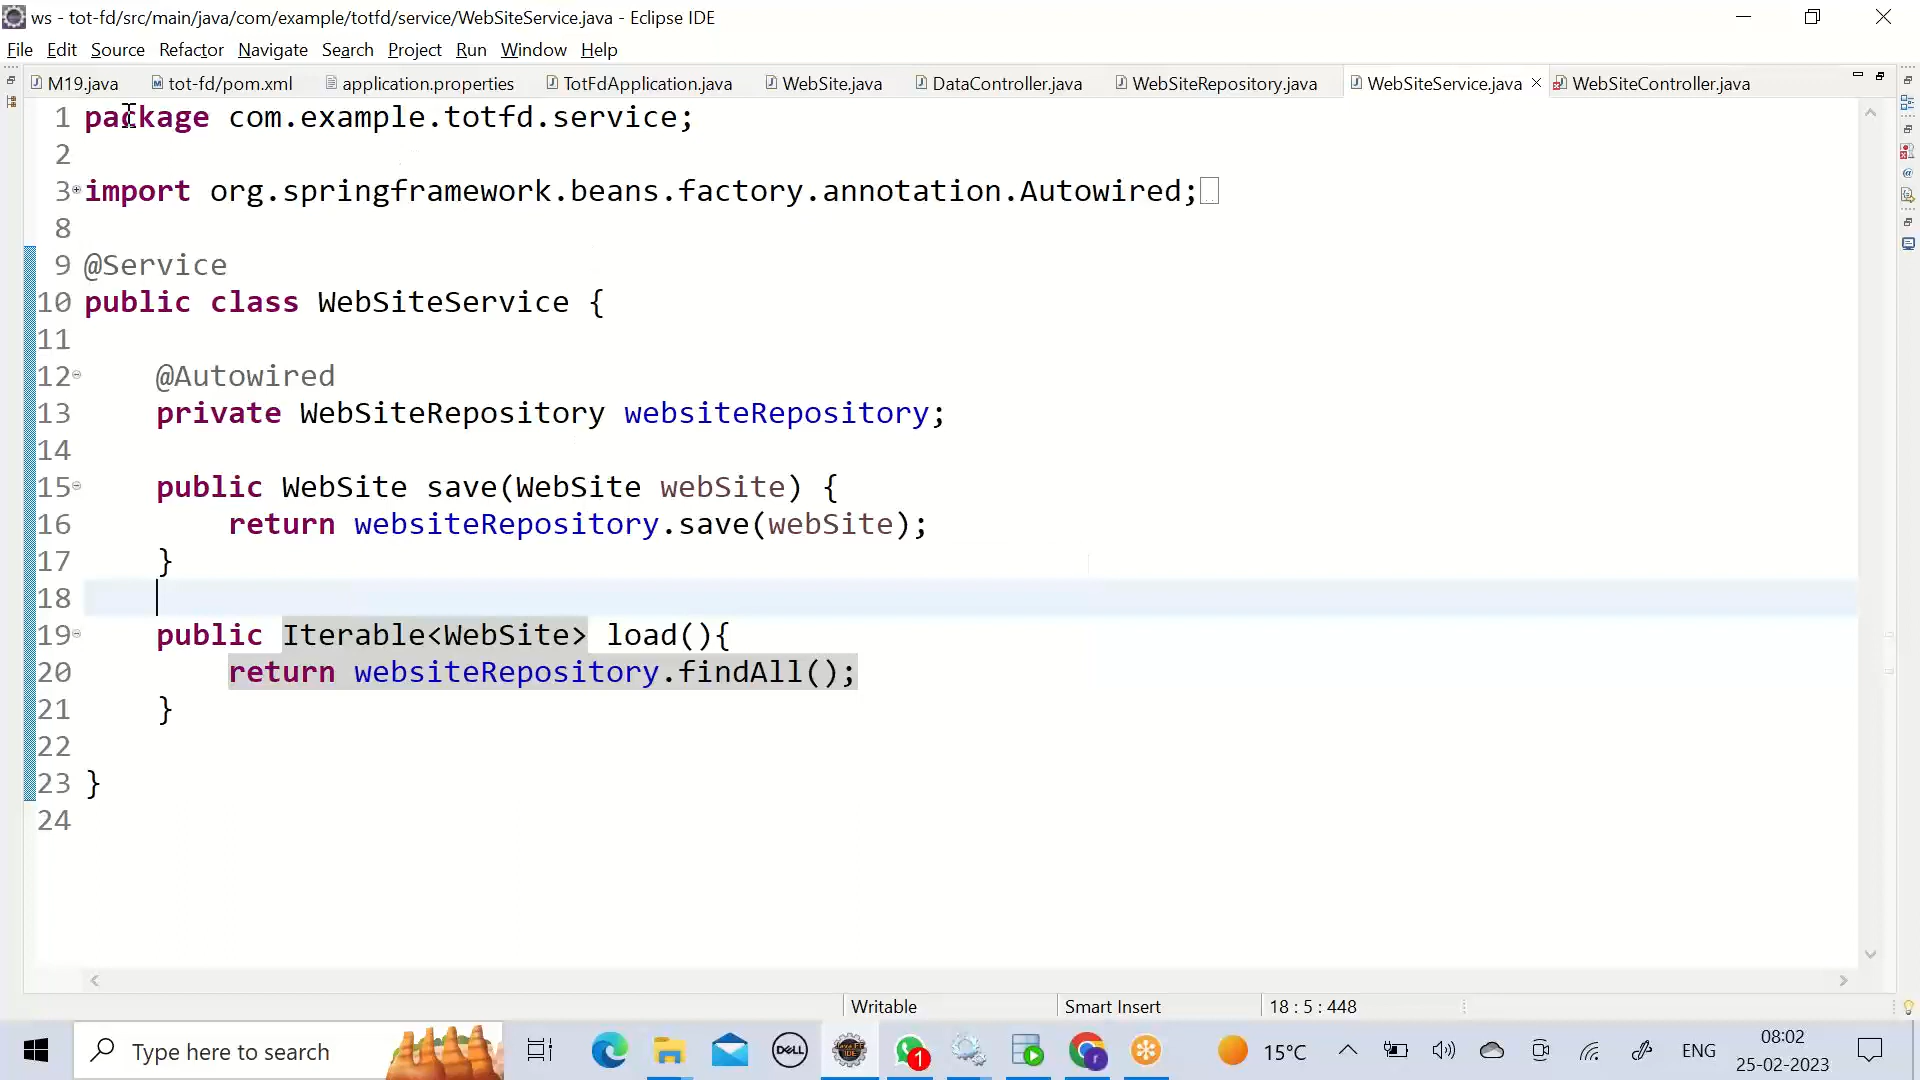 ws - tot-fd/src/main/java/com/example/totfd/service/WebSiteService.java - Eclipse IDE
File Edit Source Refactor Navigate Search Project Run Window Help
M19.java tot-fd/pom.xml application.properties TotFdApplication.java WebSite.java DataController.java WebSiteRepository.java WebSiteService.java WebSiteController.java
1 package com.example.totfd.service;
2
3 import org.springframework.beans.factory.annotation.Autowired;
8
9 @Service
10 public class WebSiteService {
11
12 @Autowired
13 private WebSiteRepository websiteRepository;
14
15 public WebSite save(WebSite webSite) {
16 return websiteRepository.save(webSite);
17 }
18
19 public Iterable<WebSite> load(){
20 return websiteRepository.findAll();
21 }
22
23 }
24
Writable Smart Insert 18 : 5 : 448
Type here to search DELL 1 15°C ENG 08:02
25-02-2023